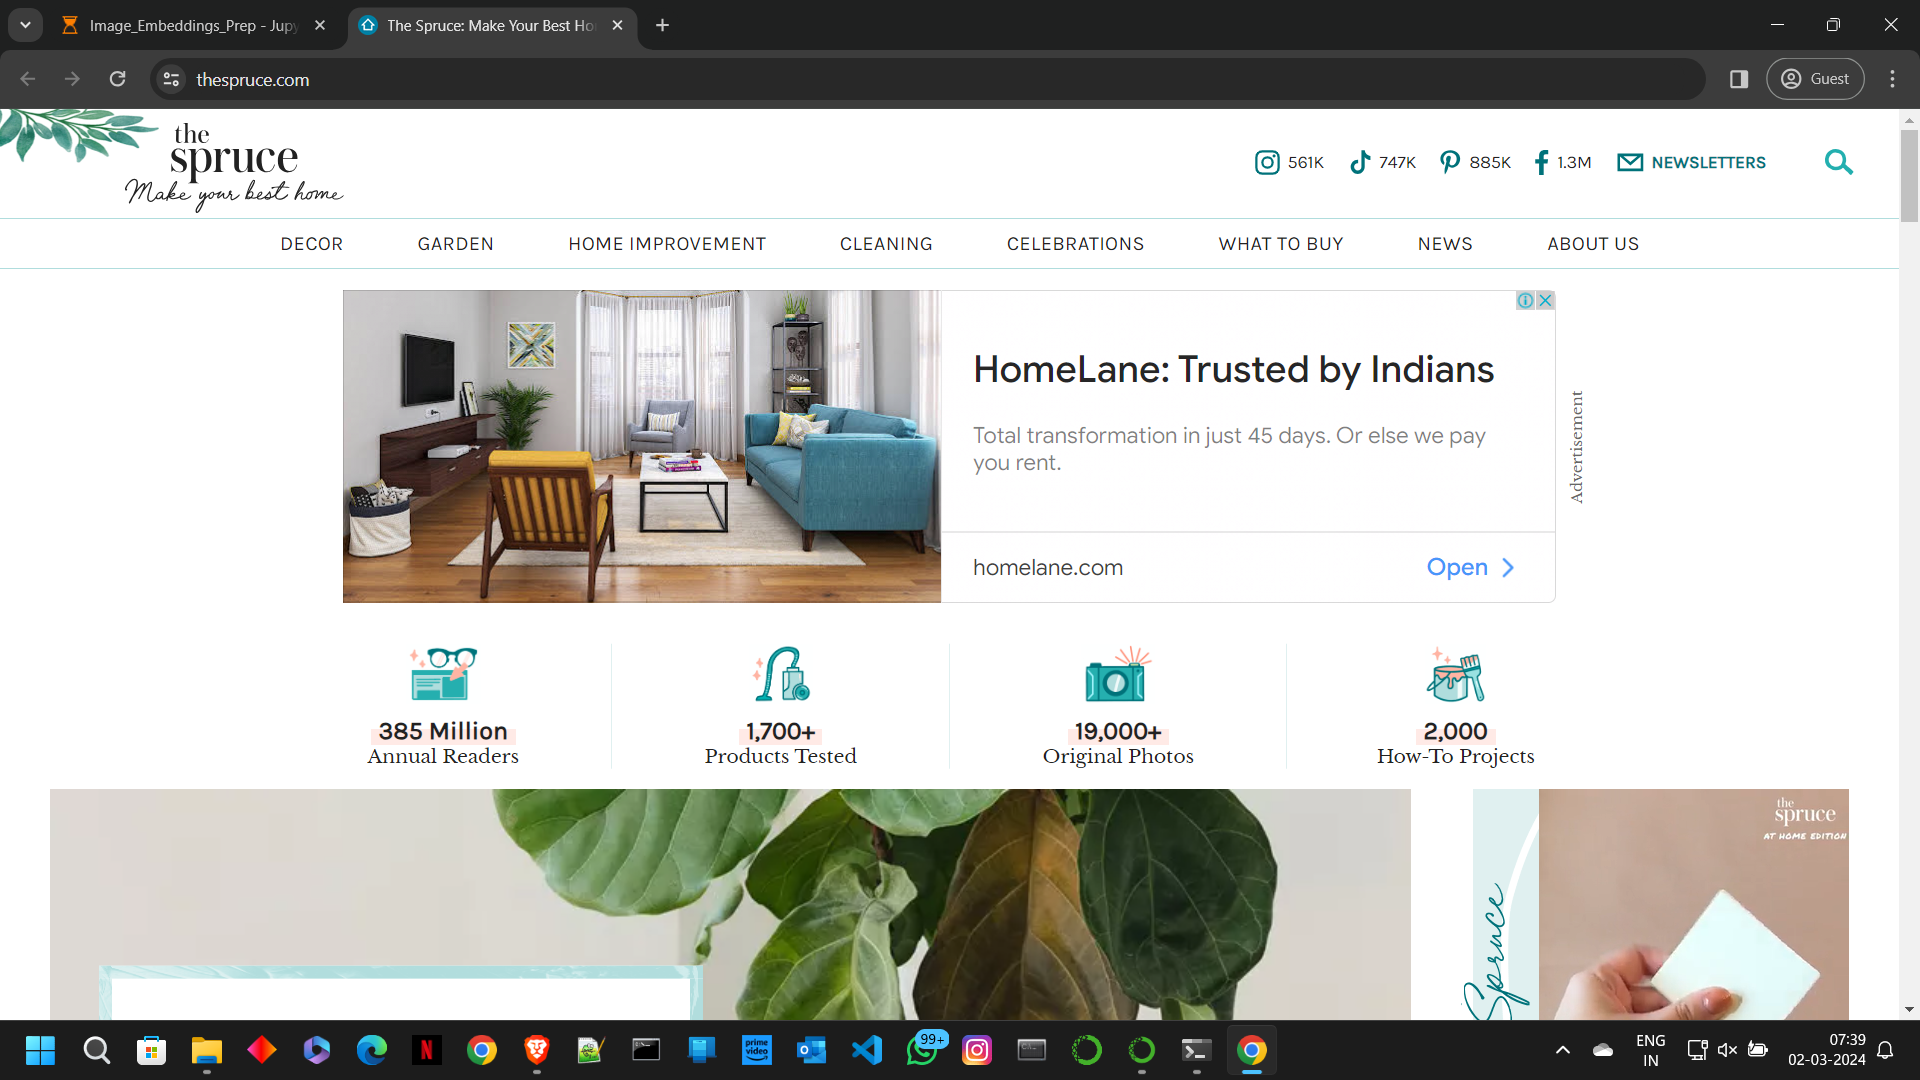 Image_Embeddings_Prep - Jupy
The Spruce: Make Your Best Ho
thespruce.com
Guest
the
spruce
Make your best home
561K
747K
885K
1.3M
NEWSLETTERS
DECOR
GARDEN
HOME IMPROVEMENT
CLEANING
CELEBRATIONS
WHAT TO BUY
NEWS
ABOUT US
HomeLane: Trusted by Indians
Total transformation in just 45 days. Or else we pay
you rent.
homelane.com
Open
Advertisement
385 Million
Annual Readers
1,700+
Products Tested
19,000+
Original Photos
2,000
How-To Projects
Spruce
the
spruce
AT HOME EDITION
N
prime
video
99+
ENG
IN
07:39
02-03-2024